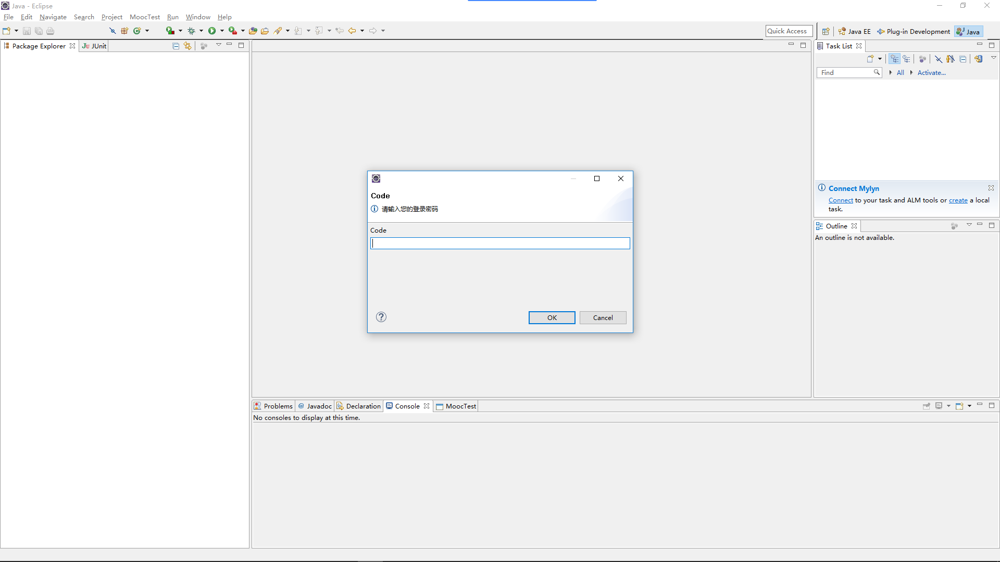 Java - Eclipse
File Edit Navigate Search Project MoocTest Run Window Help
Quick Access
Java EE
Plug-in Development
Java
Package Explorer
JUnit
Task List
Find
All
Activate...
Code
请输入您的登录密码
Code
OK
Cancel
Connect Mylyn
Connect to your task and ALM tools or create a local
task.
Outline
An outline is not available.
Problems
Javadoc
Declaration
Console
MoocTest
No consoles to display at this time.